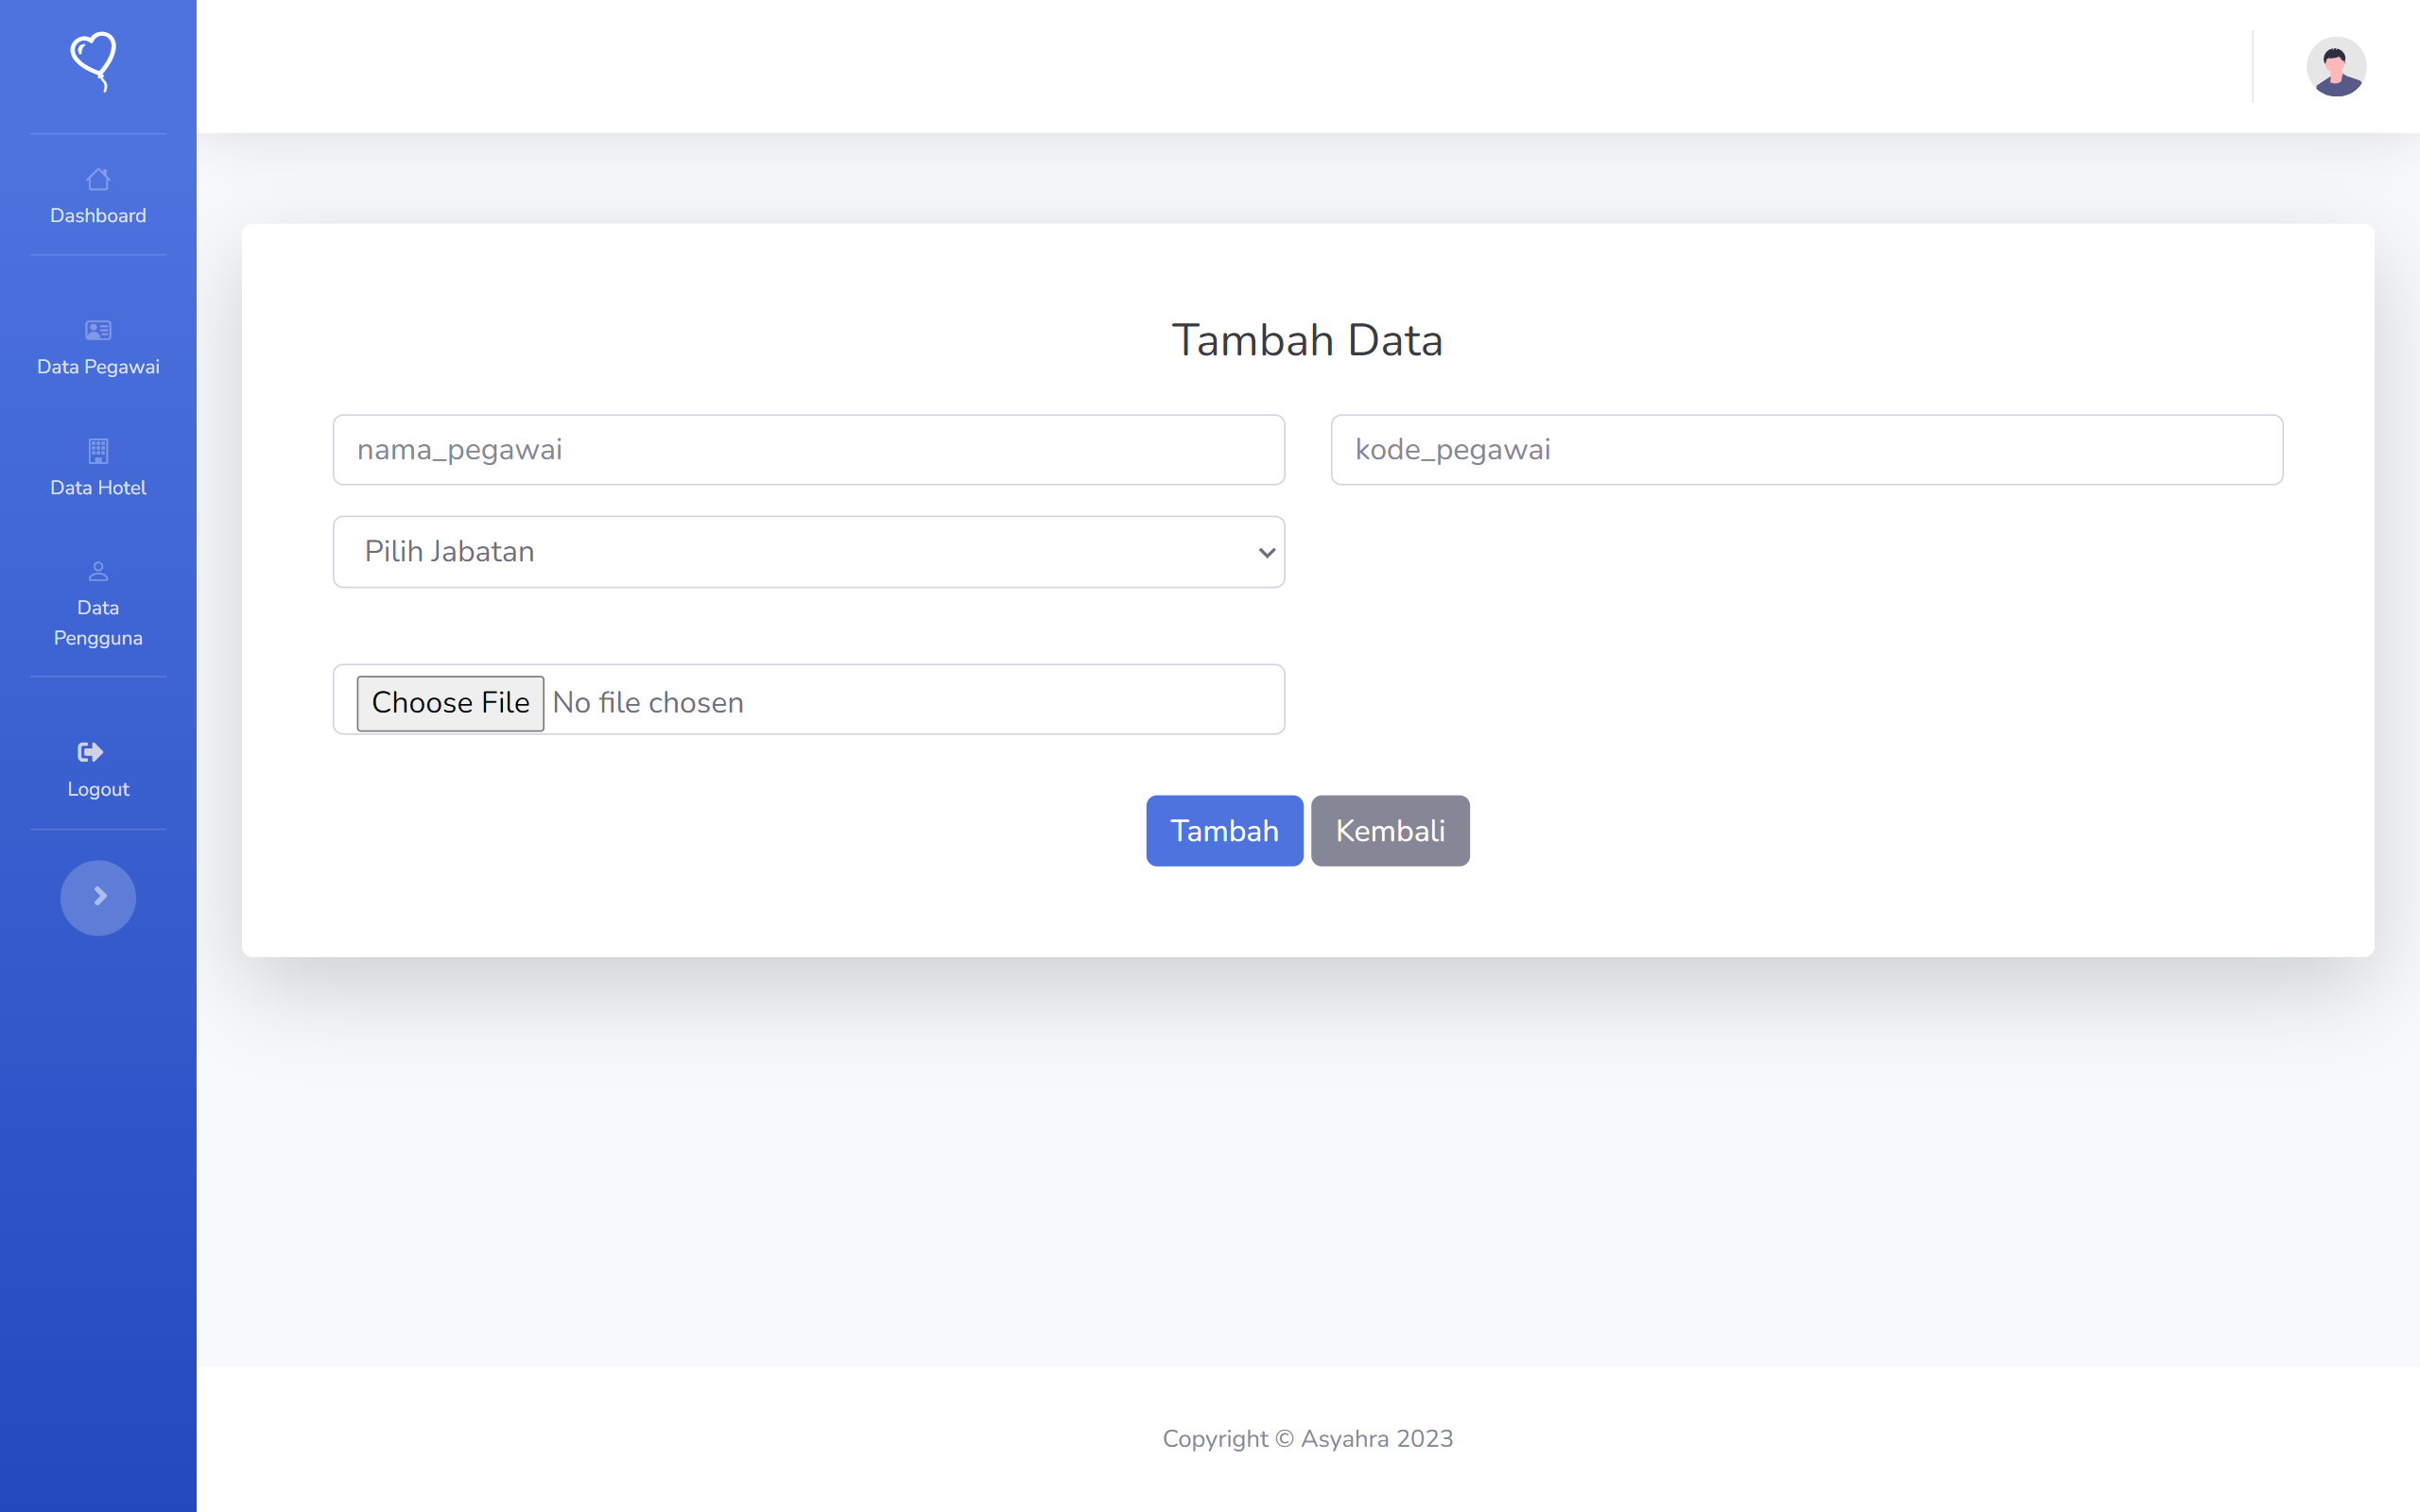 Dashboard
Data Pegawai
Data Hotel
Data
Pengguna
Logout
Tambah Data
nama_pegawai
kode_pegawai
Pilih Jabatan
Choose File No file chosen
Tambah
Kembali
Copyright © Asyahra 2023